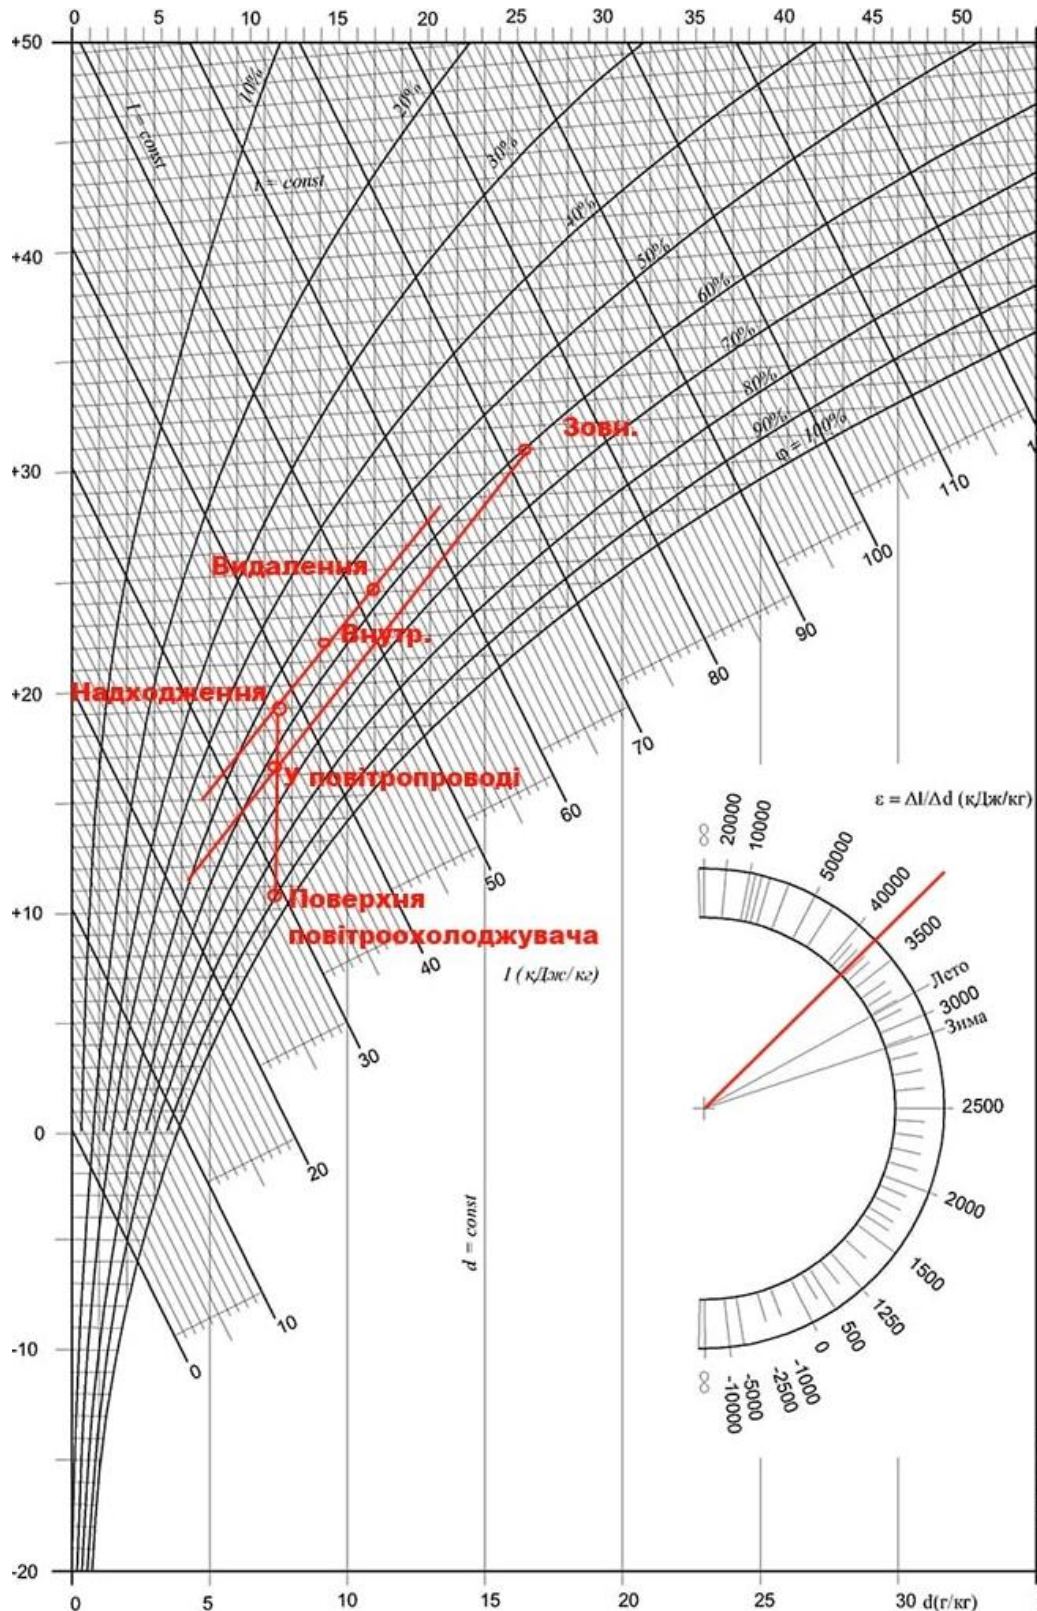 0 5 10 15 20 25 30 35 40 45 50
+50
10%
20%
30%
I = const
t = const
40%
50%
+40
60%
70%
80%
90%
φ = 100%
Зовн.
+30
110
100
Видалення
Внутр.
90
+20
80
Надходження
70
У повітропроводі
60
ε = ΔI/Δd (кДж/кг)
∞ 20000 10000 50000 40000 3500 Лето 3000 Зима 2500 2000 1500 1250 500 0 -1000 -2500 -5000 -10000 ∞
50
+10
Поверхня
повітроохолоджувача
40
I (кДж/кг)
30
0
20
d = const
10
-10
0
-20
0 5 10 15 20 25 30 d(г/кг)